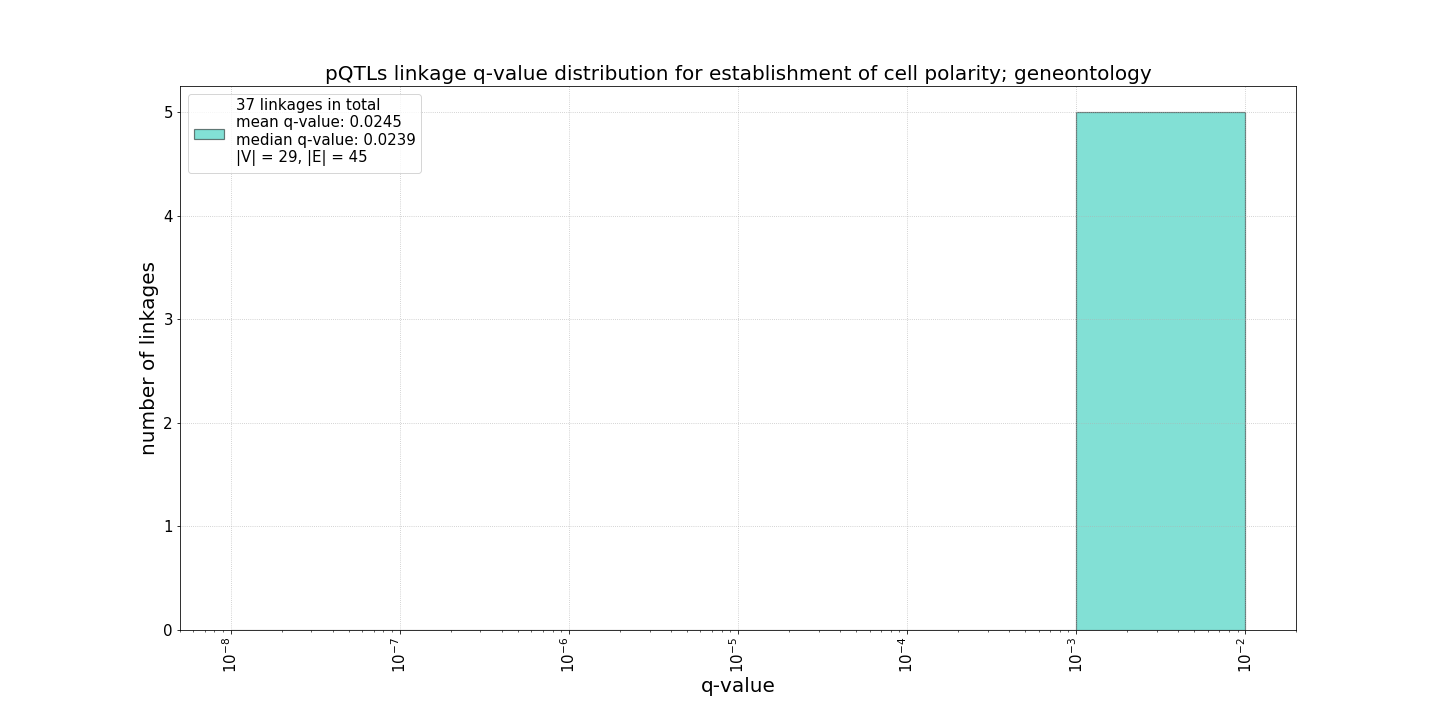 pQTLs linkage q-value distribution for establishment of cell polarity; geneontology
37 linkages in total
mean q-value: 0.0245
median q-value: 0.0239
|V| = 29, |E| = 45
number of linkages
5
4
3
2
1
0
10⁻⁸ 10⁻⁷ 10⁻⁶ 10⁻⁵ 10⁻⁴ 10⁻³ 10⁻²
q-value